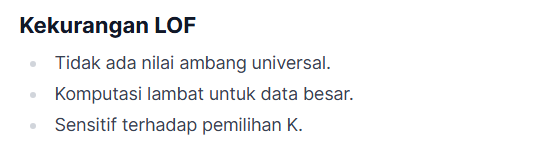 Kekurangan LOF
Tidak ada nilai ambang universal.
Komputasi lambat untuk data besar.
Sensitif terhadap pemilihan K.